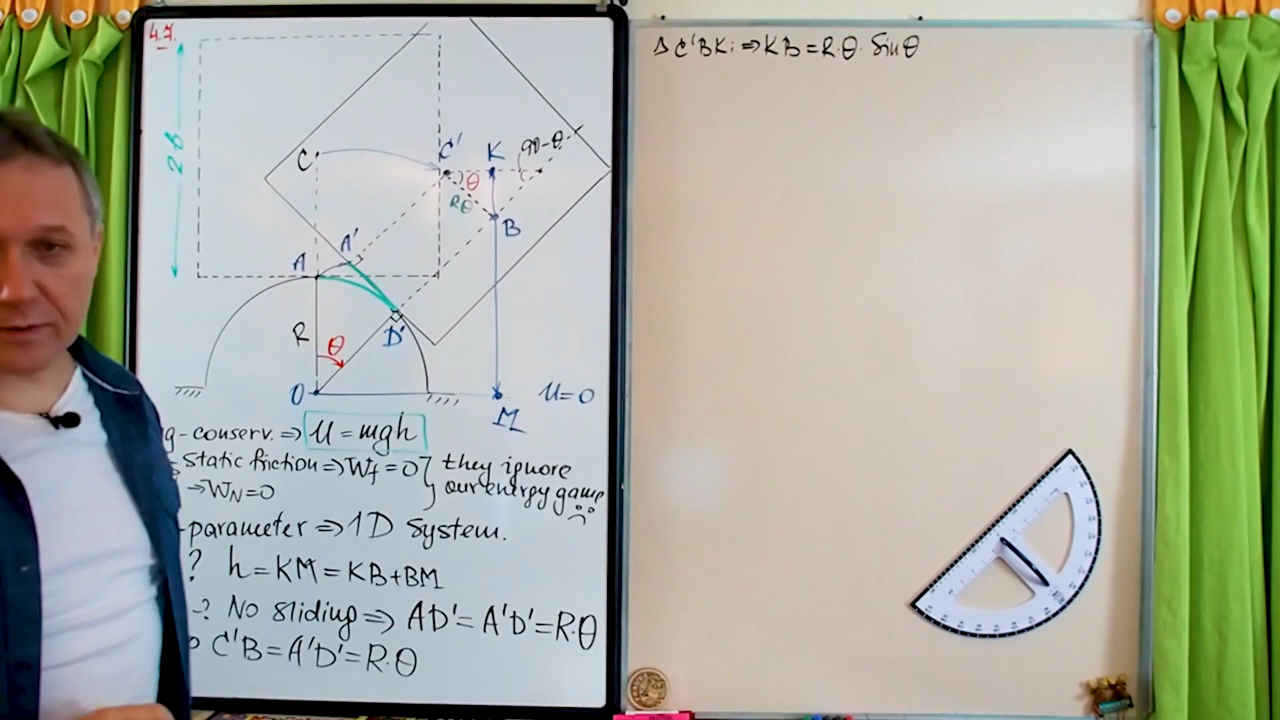 4.7.
2b
C
C'
K
90-θ
θ
Rθ
B
A'
A
R
θ
D'
O
M
U=0
g-conserv. ⇒ U = mgh
static friction ⇒ Wf = 0 } they ignore
→ WN = 0 our energy game
-parameter ⇒ 1D System.
? h = KM = KB + BM
-? No sliding ⇒ AD' = A'D' = R·θ
C'B = A'D' = R·θ
Δ C'BK: ⇒ KB = R·θ· Sinθ